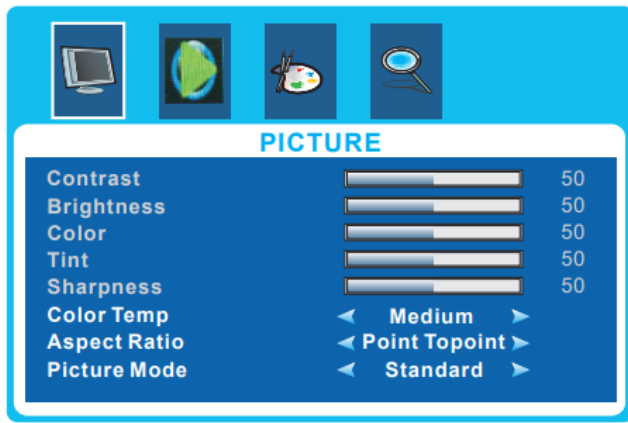 PICTURE
Contrast 50
Brightness 50
Color 50
Tint 50
Sharpness 50
Color Temp Medium
Aspect Ratio Point Topoint
Picture Mode Standard